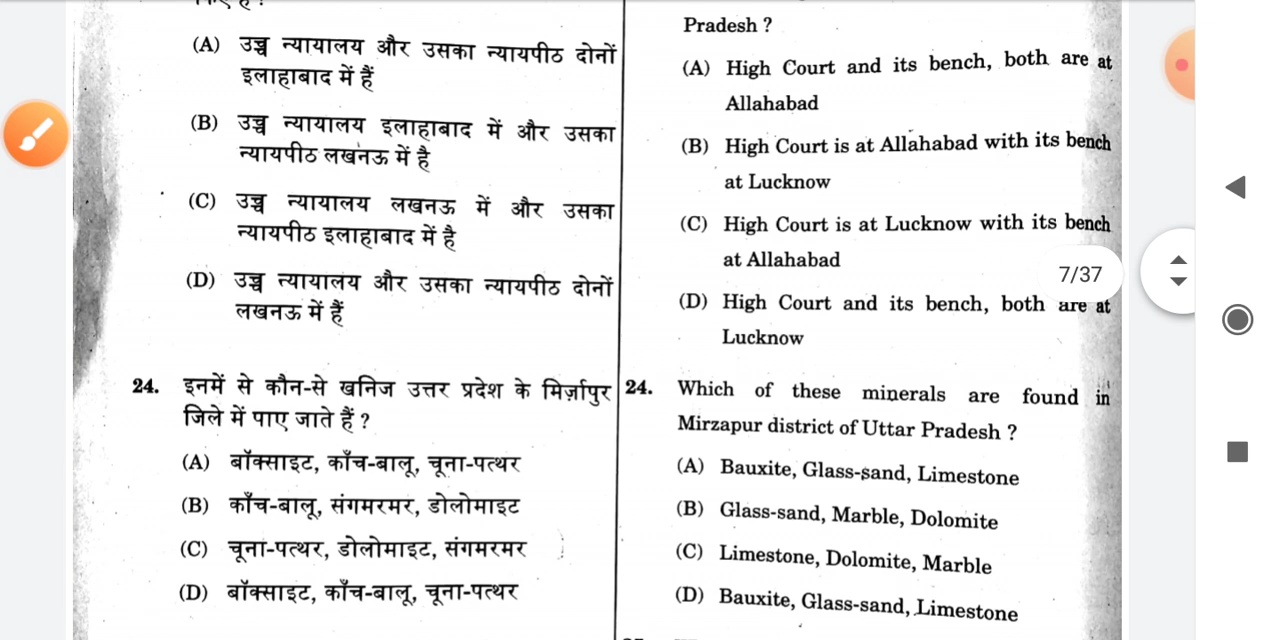 (A) उच्च न्यायालय और उसका न्यायपीठ दोनों
इलाहाबाद में हैं
(B) उच्च न्यायालय इलाहाबाद में और उसका
न्यायपीठ लखनऊ में है
(C) उच्च न्यायालय लखनऊ में और उसका
न्यायपीठ इलाहाबाद में है
(D) उच्च न्यायालय और उसका न्यायपीठ दोनों
लखनऊ में हैं
24. इनमें से कौन-से खनिज उत्तर प्रदेश के मिर्ज़ापुर
जिले में पाए जाते हैं ?
(A) बॉक्साइट, काँच-बालू, चूना-पत्थर
(B) काँच-बालू, संगमरमर, डोलोमाइट
(C) चूना-पत्थर, डोलोमाइट, संगमरमर
(D) बॉक्साइट, काँच-बालू, चूना-पत्थर
Pradesh ?
(A) High Court and its bench, both are at
Allahabad
(B) High Court is at Allahabad with its bench
at Lucknow
(C) High Court is at Lucknow with its bench
at Allahabad
7/37
(D) High Court and its bench, both are at
Lucknow
24. Which of these minerals are found in
Mirzapur district of Uttar Pradesh ?
(A) Bauxite, Glass-sand, Limestone
(B) Glass-sand, Marble, Dolomite
(C) Limestone, Dolomite, Marble
(D) Bauxite, Glass-sand, Limestone